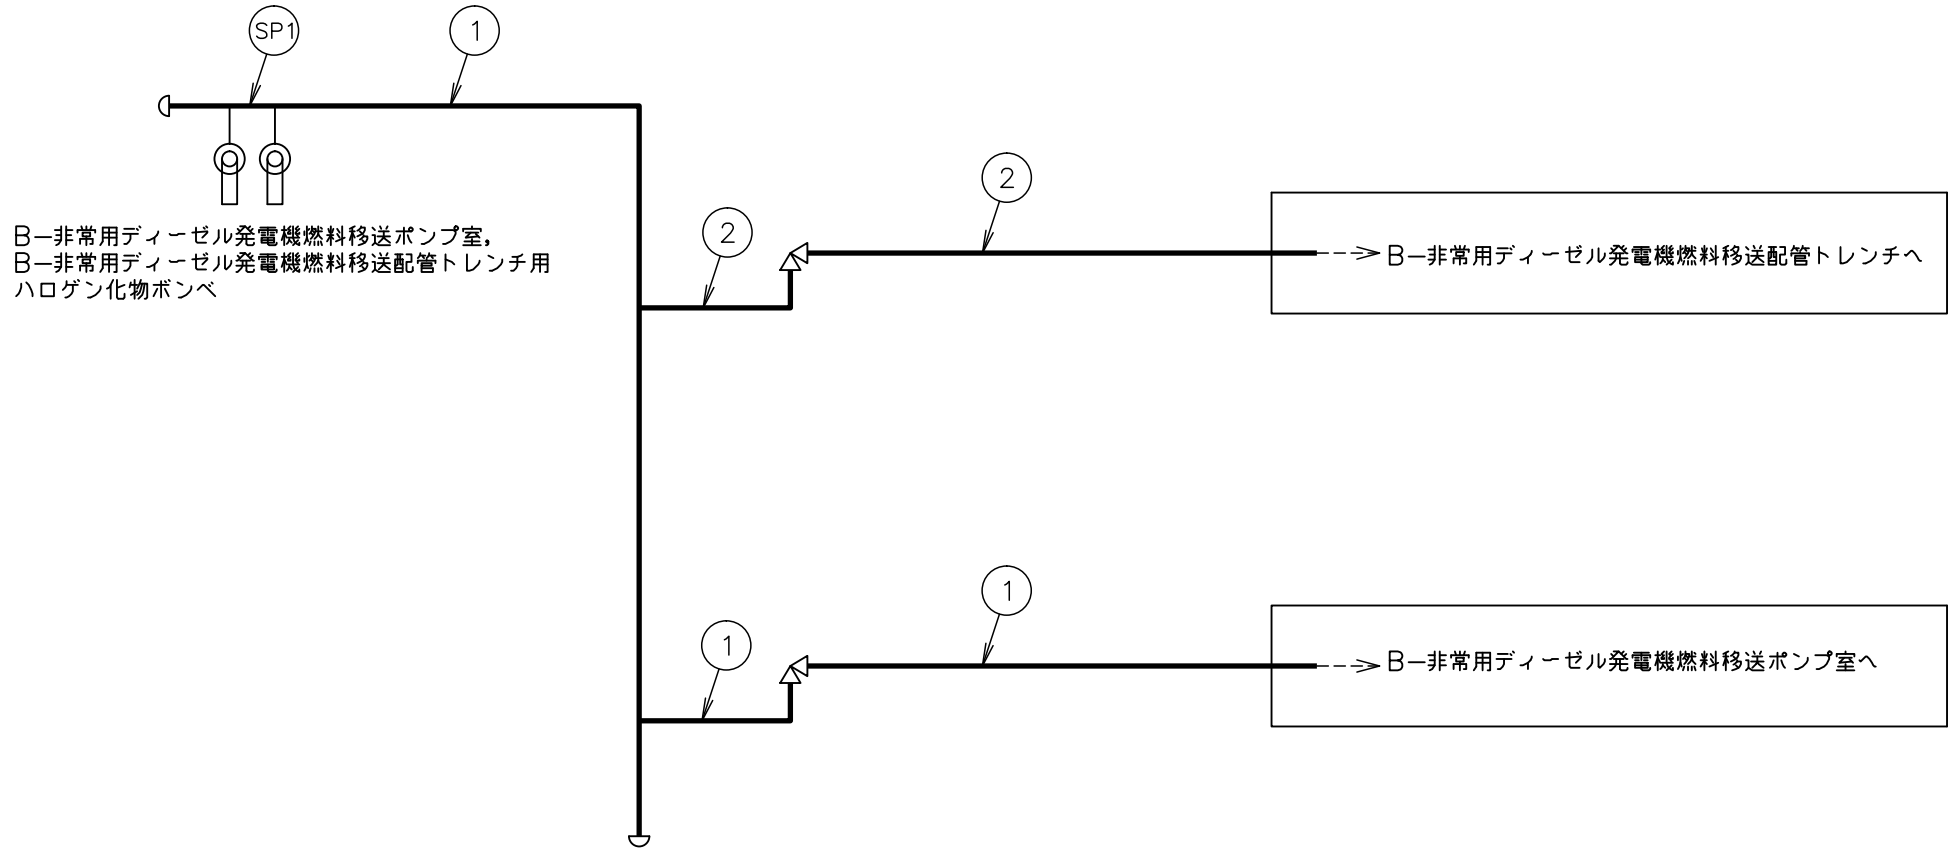 SP1
1
2
2
B－非常用ディーゼル発電機燃料移送ポンプ室,
B－非常用ディーゼル発電機燃料移送配管トレンチ用
ハロゲン化物ボンベ
B－非常用ディーゼル発電機燃料移送配管トレンチへ
1
1
B－非常用ディーゼル発電機燃料移送ポンプ室へ